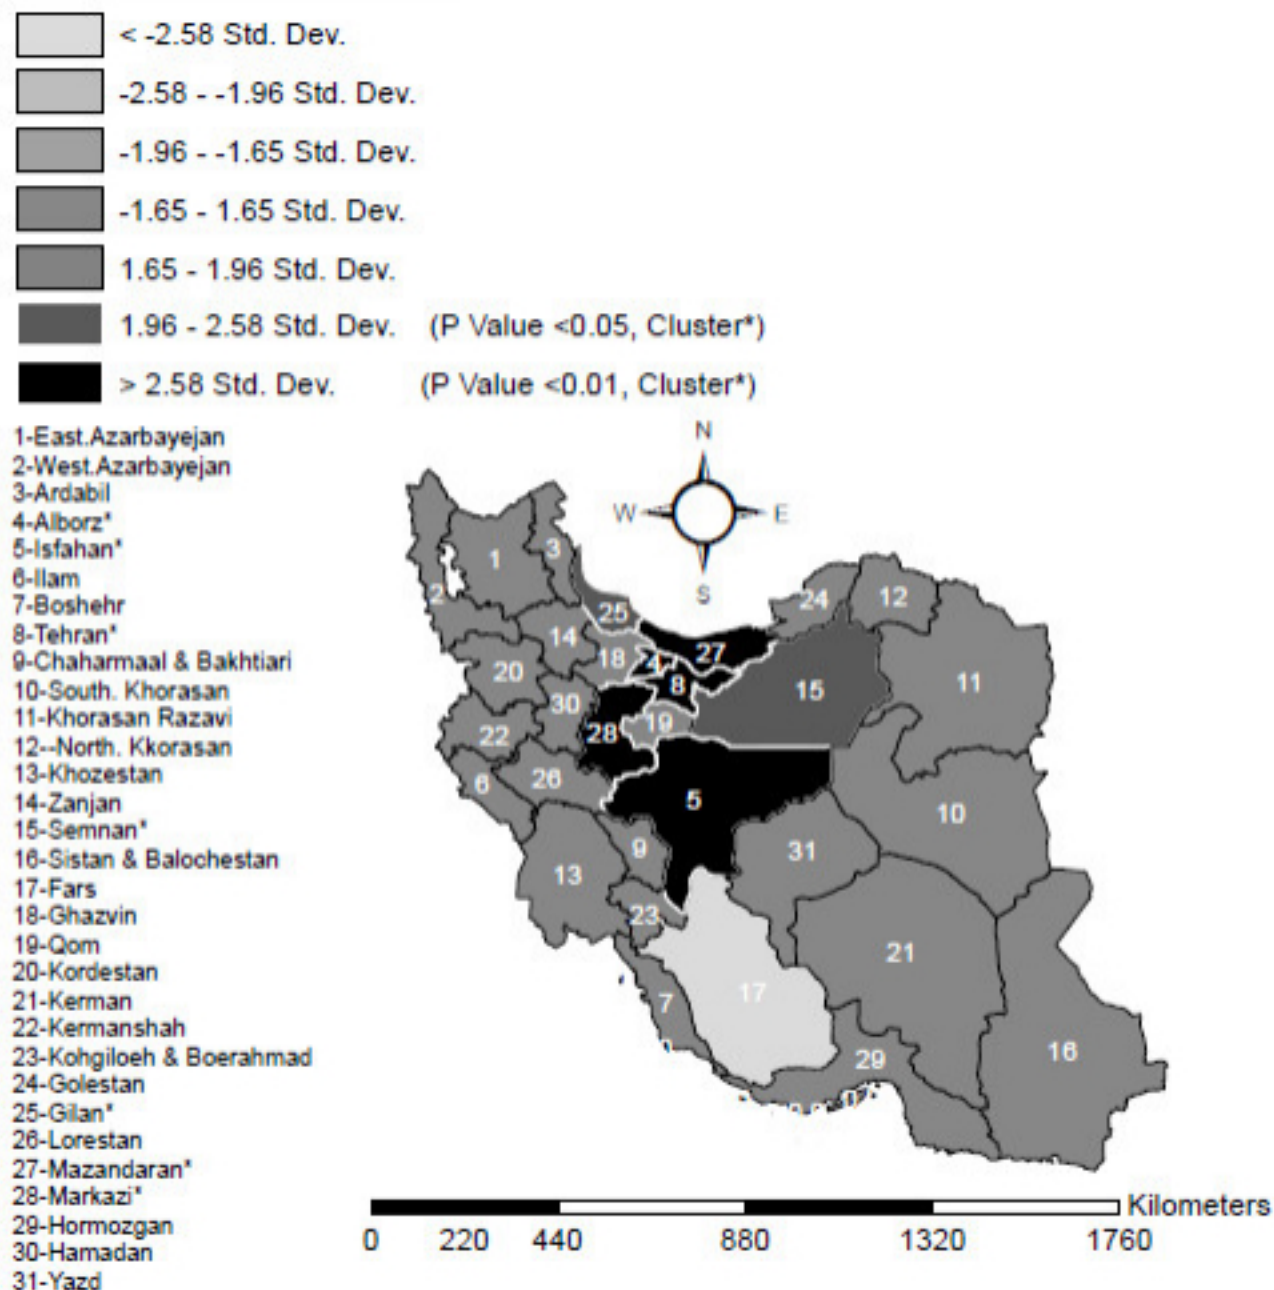 < -2.58 Std. Dev.
-2.58 - -1.96 Std. Dev.
-1.96 - -1.65 Std. Dev.
-1.65 - 1.65 Std. Dev.
1.65 - 1.96 Std. Dev.
1.96 - 2.58 Std. Dev. (P Value <0.05, Cluster*)
> 2.58 Std. Dev. (P Value <0.01, Cluster*)
1-East.Azarbayejan
2-West.Azarbayejan
3-Ardabil
4-Alborz*
5-Isfahan*
6-Ilam
7-Boshehr
8-Tehran*
9-Chaharmaal & Bakhtiari
10-South. Khorasan
11-Khorasan Razavi
12--North. Kkorasan
13-Khozestan
14-Zanjan
15-Semnan*
16-Sistan & Balochestan
17-Fars
18-Ghazvin
19-Qom
20-Kordestan
21-Kerman
22-Kermanshah
23-Kohgiloeh & Boerahmad
24-Golestan
25-Gilan*
26-Lorestan
27-Mazandaran*
28-Markazi*
29-Hormozgan
30-Hamadan
31-Yazd
N
W E
S
1
3
2
25
24
12
14
18
4
27
20
8
15
11
30
19
28
22
6
26
5
10
9
31
13
23
21
7
17
29
16
Kilometers
0 220 440 880 1320 1760